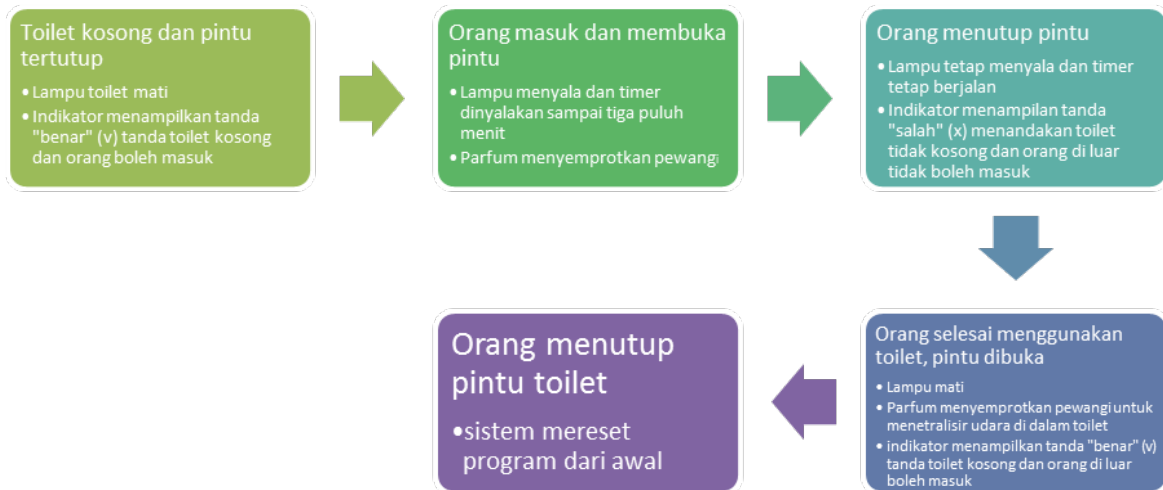 Toilet kosong dan pintu
tertutup
•Lampu toilet mati
•Indikator menampilkan tanda
"benar" (v) tanda toilet kosong
dan orang boleh masuk
Orang masuk dan membuka
pintu
•Lampu menyala dan timer
dinyalakan sampai tiga puluh
menit
•Parfum menyemprotkan pewangi
Orang menutup pintu
•Lampu tetap menyala dan timer
tetap berjalan
•Indikator menampilan tanda
"salah" (x) menandakan toilet
tidak kosong dan orang di luar
tidak boleh masuk
Orang selesai menggunakan
toilet, pintu dibuka
•Lampu mati
•Parfum menyemprotkan pewangi untuk
menetralisir udara di dalam toilet
•indikator menampilkan tanda "benar" (v)
tanda toilet kosong dan orang di luar
boleh masuk
Orang menutup
pintu toilet
•sistem mereset
program dari awal